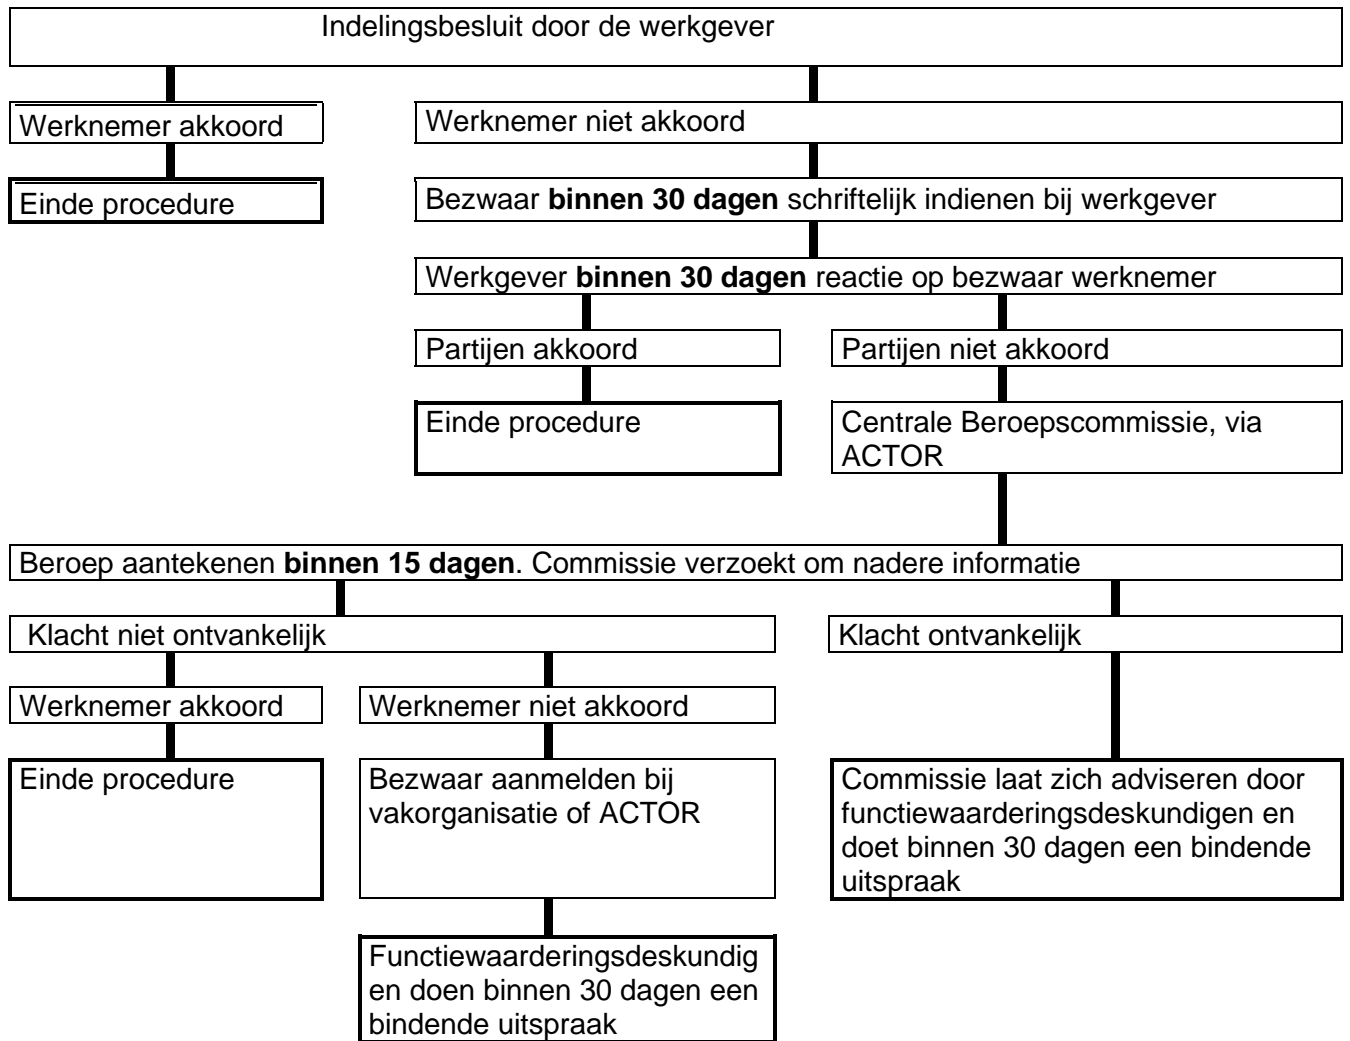 Indelingsbesluit door de werkgever
Werknemer akkoord
Werknemer niet akkoord
Einde procedure
Bezwaar binnen 30 dagen schriftelijk indienen bij werkgever
Werkgever binnen 30 dagen reactie op bezwaar werknemer
Partijen akkoord
Partijen niet akkoord
Einde procedure
Centrale Beroepscommissie, via
ACTOR
Beroep aantekenen binnen 15 dagen. Commissie verzoekt om nadere informatie
Klacht niet ontvankelijk
Klacht ontvankelijk
Werknemer akkoord
Werknemer niet akkoord
Einde procedure
Bezwaar aanmelden bij
vakorganisatie of ACTOR
Commissie laat zich adviseren door
functiewaarderingsdeskundigen en
doet binnen 30 dagen een bindende
uitspraak
Functiewaarderingsdeskundig
en doen binnen 30 dagen een
bindende uitspraak